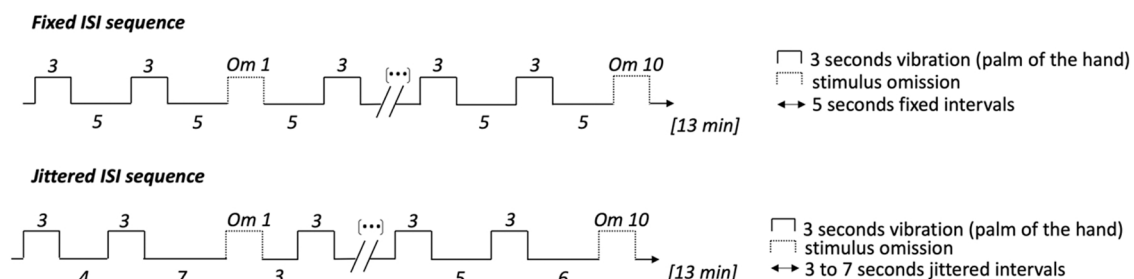 Fixed ISI sequence
3 3 Om 1 3 [...] 3 3 Om 10
5 5 5 5 5
[13 min]
3 seconds vibration (palm of the hand)
stimulus omission
5 seconds fixed intervals
Jittered ISI sequence
3 3 Om 1 3 [...] 3 3 Om 10
4 7 3 5 6
[13 min]
3 seconds vibration (palm of the hand)
stimulus omission
3 to 7 seconds jittered intervals